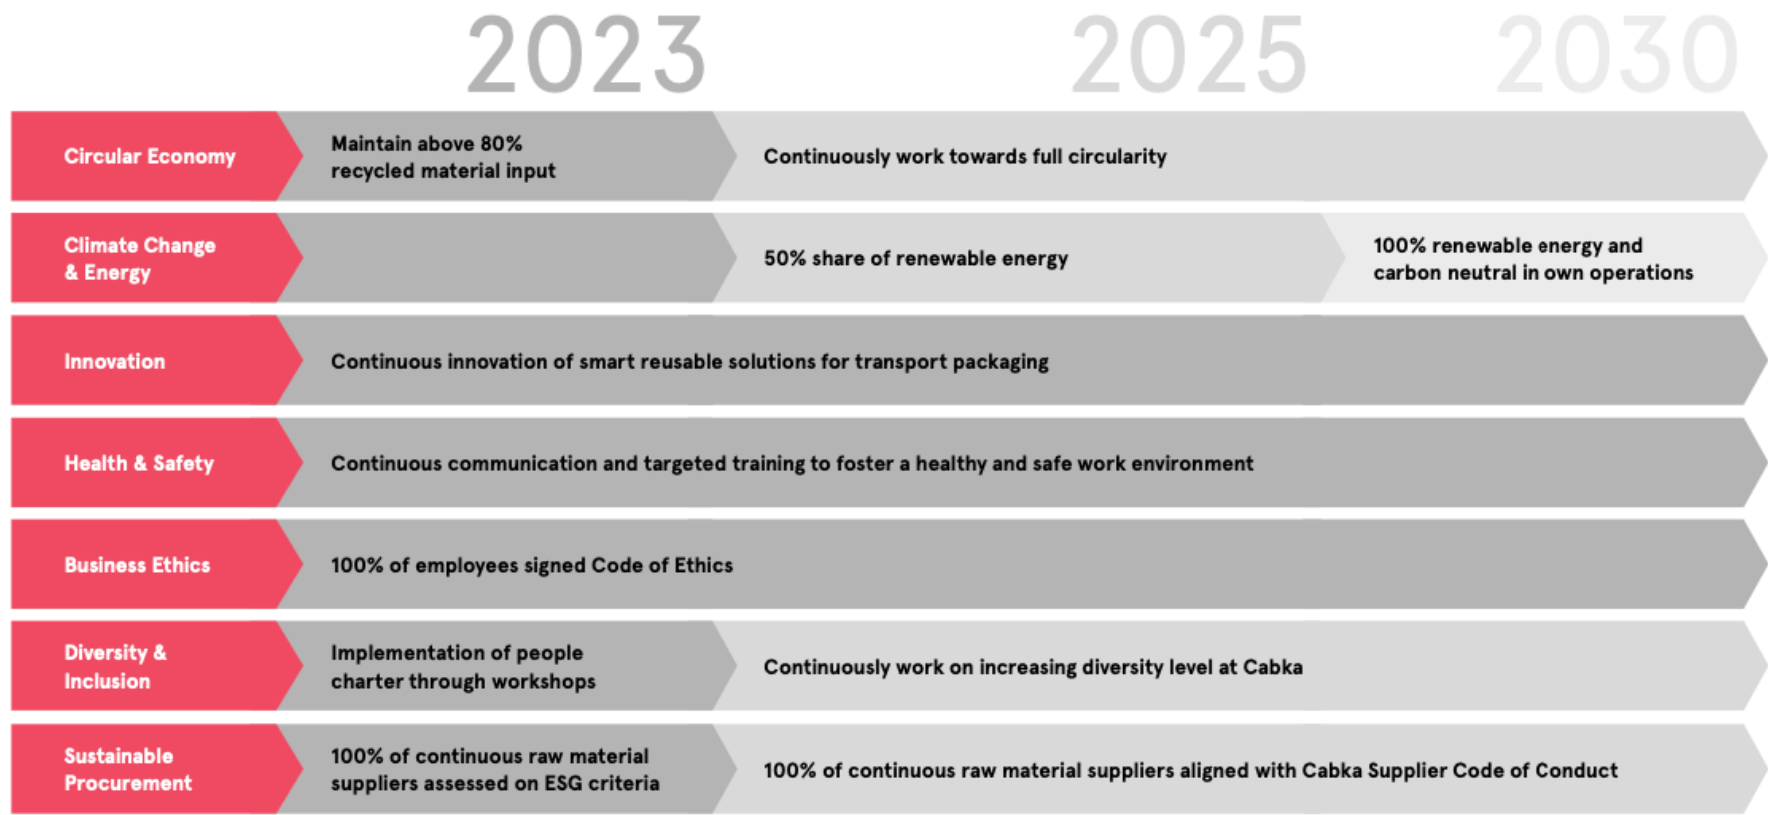 2023 2025 2030
Circular Economy
Maintain above 80%
recycled material input
Continuously work towards full circularity
Climate Change
& Energy
50% share of renewable energy
100% renewable energy and
carbon neutral in own operations
Innovation
Continuous innovation of smart reusable solutions for transport packaging
Health & Safety
Continuous communication and targeted training to foster a healthy and safe work environment
Business Ethics
100% of employees signed Code of Ethics
Diversity &
Inclusion
Implementation of people
charter through workshops
Continuously work on increasing diversity level at Cabka
Sustainable
Procurement
100% of continuous raw material
suppliers assessed on ESG criteria
100% of continuous raw material suppliers aligned with Cabka Supplier Code of Conduct